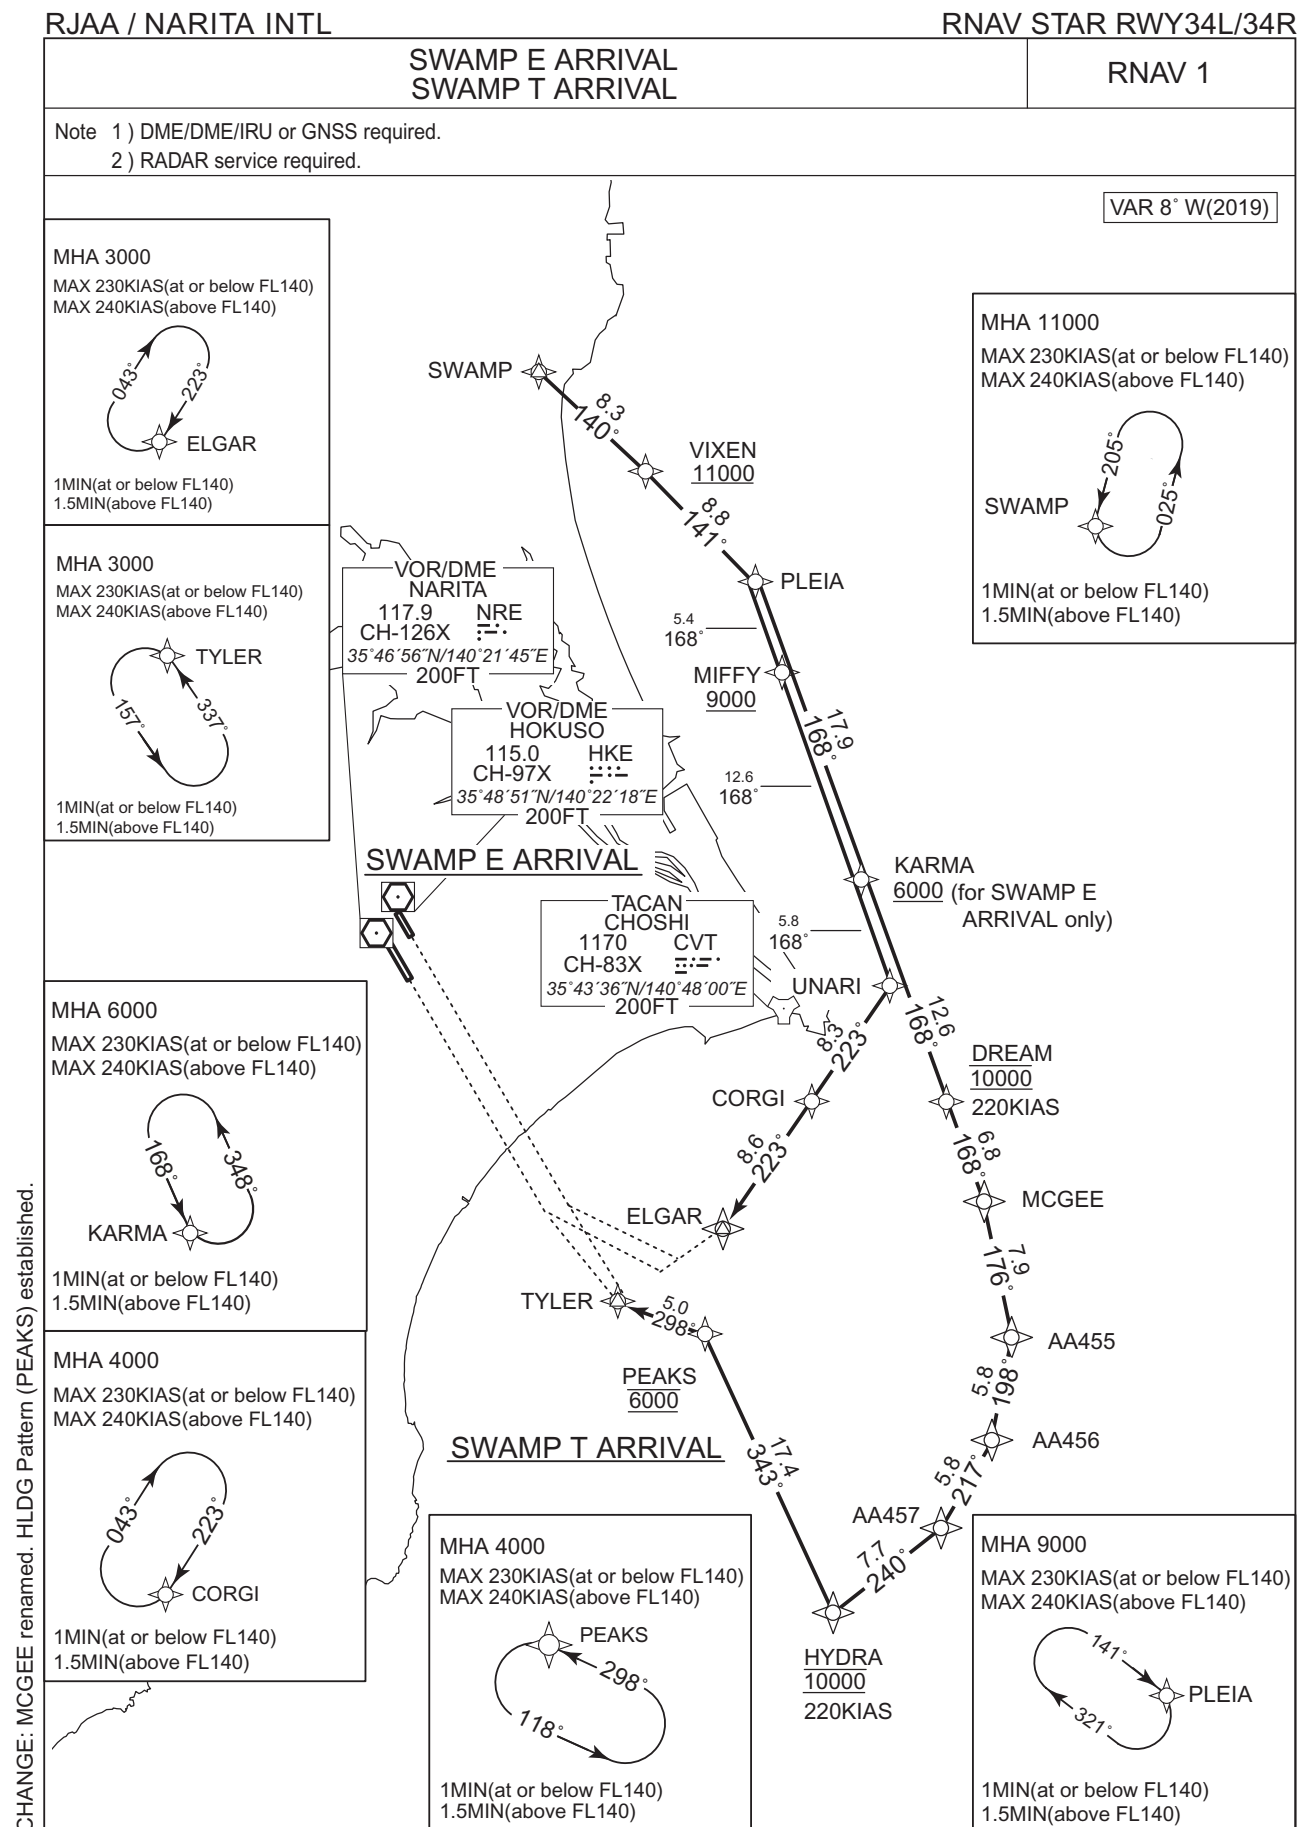 RJAA / NARITA INTL
RNAV STAR RWY34L/34R
SWAMP E ARRIVAL
SWAMP T ARRIVAL
RNAV 1
Note 1 ) DME/DME/IRU or GNSS required.
2 ) RADAR service required.
VAR 8˚ W(2019)
MHA 3000
MAX 230KIAS(at or below FL140)
MAX 240KIAS(above FL140)
043˚
223˚
ELGAR
1MIN(at or below FL140)
1.5MIN(above FL140)
MHA 3000
MAX 230KIAS(at or below FL140)
MAX 240KIAS(above FL140)
TYLER
157˚
337˚
1MIN(at or below FL140)
1.5MIN(above FL140)
MHA 11000
MAX 230KIAS(at or below FL140)
MAX 240KIAS(above FL140)
205˚
025˚
SWAMP
1MIN(at or below FL140)
1.5MIN(above FL140)
SWAMP
8.3
140˚
VIXEN
11000
8.8
141˚
PLEIA
5.4
168˚
MIFFY
9000
17.9
168˚
12.6
168˚
VOR/DME
NARITA
117.9 NRE
CH-126X
35˚46´56˝N/140˚21´45˝E
200FT
VOR/DME
HOKUSO
115.0 HKE
CH-97X
35˚48´51˝N/140˚22´18˝E
200FT
SWAMP E ARRIVAL
KARMA
6000 (for SWAMP E
ARRIVAL only)
TACAN
CHOSHI
1170 CVT
CH-83X
35˚43´36˝N/140˚48´00˝E
200FT
5.8
168˚
UNARI
12.6
168˚
8.3
223˚
DREAM
10000
220KIAS
CORGI
6.8
168˚
8.6
223˚
MCGEE
ELGAR
7.9
176˚
TYLER
5.0
298˚
AA455
PEAKS
6000
5.8
198˚
SWAMP T ARRIVAL
17.4
343˚
AA456
5.8
217˚
AA457
7.7
240˚
HYDRA
10000
220KIAS
MHA 6000
MAX 230KIAS(at or below FL140)
MAX 240KIAS(above FL140)
168˚
348˚
KARMA
1MIN(at or below FL140)
1.5MIN(above FL140)
MHA 4000
MAX 230KIAS(at or below FL140)
MAX 240KIAS(above FL140)
043˚
223˚
CORGI
1MIN(at or below FL140)
1.5MIN(above FL140)
MHA 4000
MAX 230KIAS(at or below FL140)
MAX 240KIAS(above FL140)
PEAKS
298˚
118˚
1MIN(at or below FL140)
1.5MIN(above FL140)
MHA 9000
MAX 230KIAS(at or below FL140)
MAX 240KIAS(above FL140)
141˚
321˚
PLEIA
1MIN(at or below FL140)
1.5MIN(above FL140)
CHANGE: MCGEE renamed. HLDG Pattern (PEAKS) established.